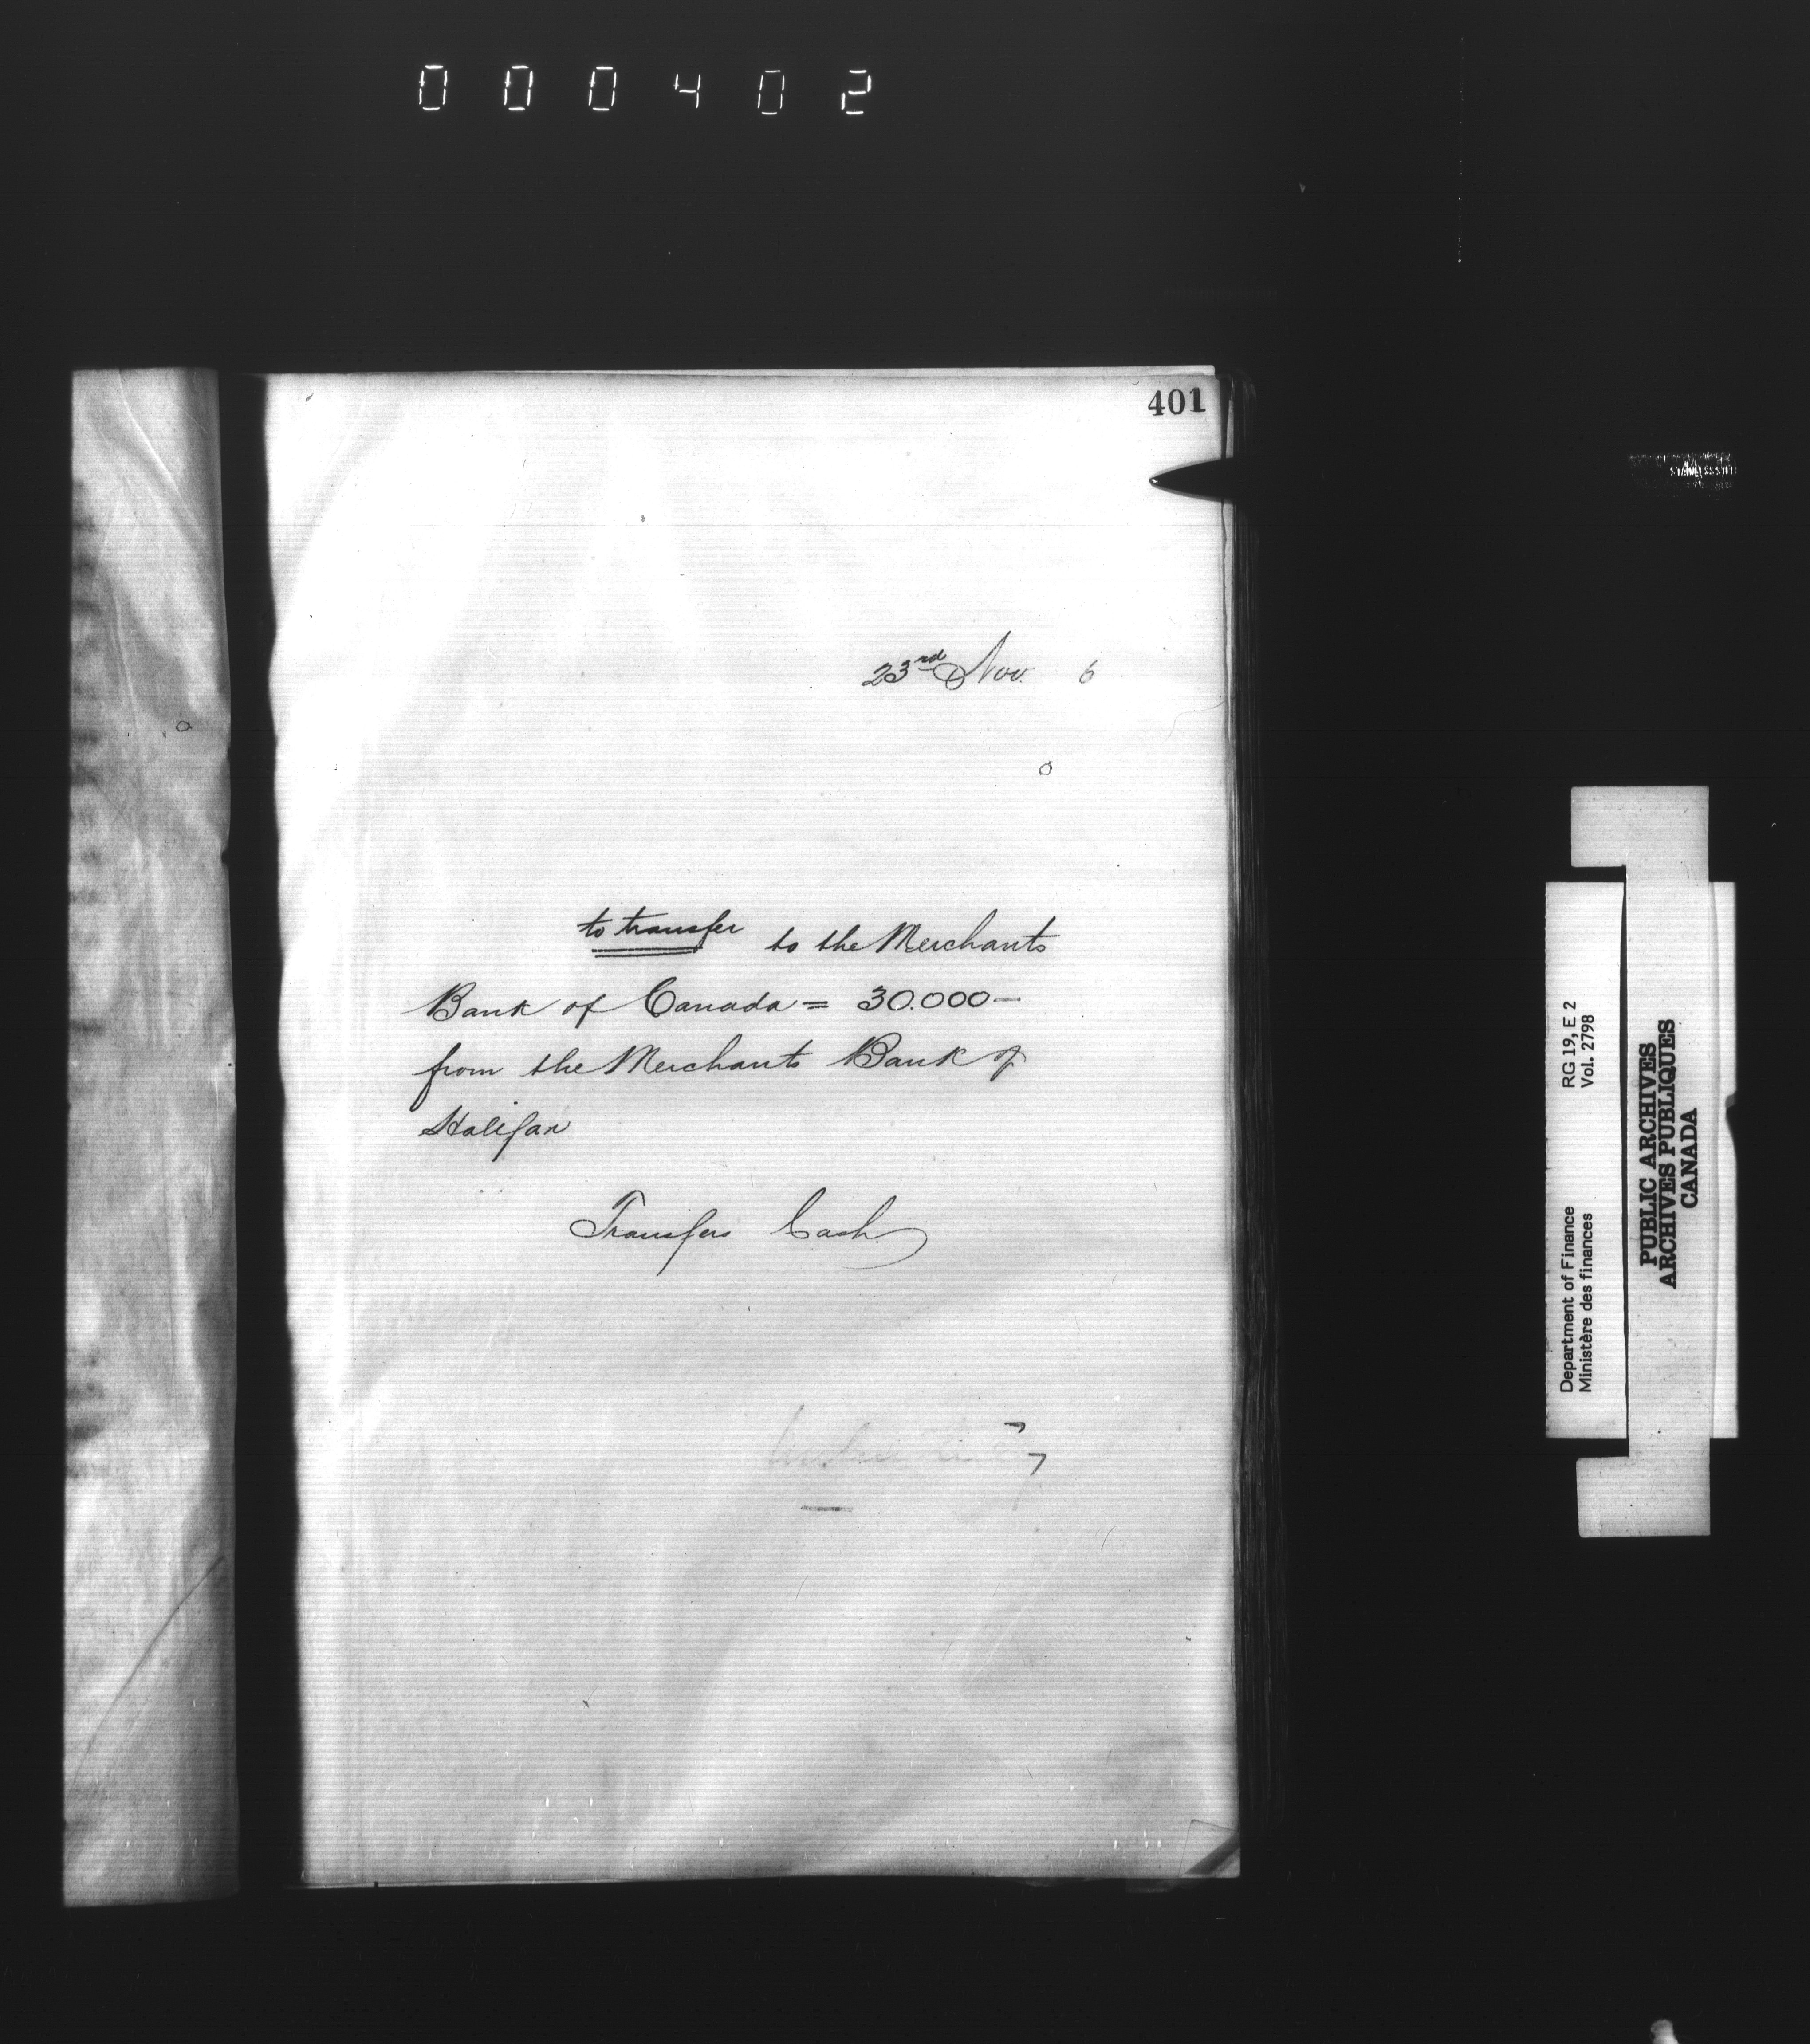 000402
401
23rd Nov 6
to transfer to the Merchants
Bank of Canada = 30.000—
from the Merchants Bank of
Halifax
Transfers Cash
Department of Finance RG 19, E 2
Ministère des finances Vol. 2798
PUBLIC ARCHIVES
ARCHIVES PUBLIQUES
CANADA